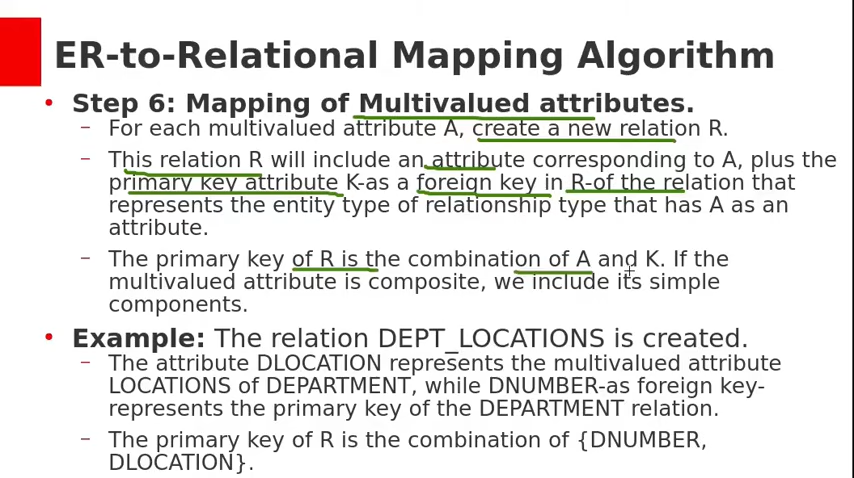 ER-to-Relational Mapping Algorithm
• Step 6: Mapping of Multivalued attributes.
– For each multivalued attribute A, create a new relation R.
– This relation R will include an attribute corresponding to A, plus the
primary key attribute K-as a foreign key in R-of the relation that
represents the entity type of relationship type that has A as an
attribute.
– The primary key of R is the combination of A and K. If the
multivalued attribute is composite, we include its simple
components.
• Example: The relation DEPT_LOCATIONS is created.
– The attribute DLOCATION represents the multivalued attribute
LOCATIONS of DEPARTMENT, while DNUMBER-as foreign key-
represents the primary key of the DEPARTMENT relation.
– The primary key of R is the combination of {DNUMBER,
DLOCATION}.